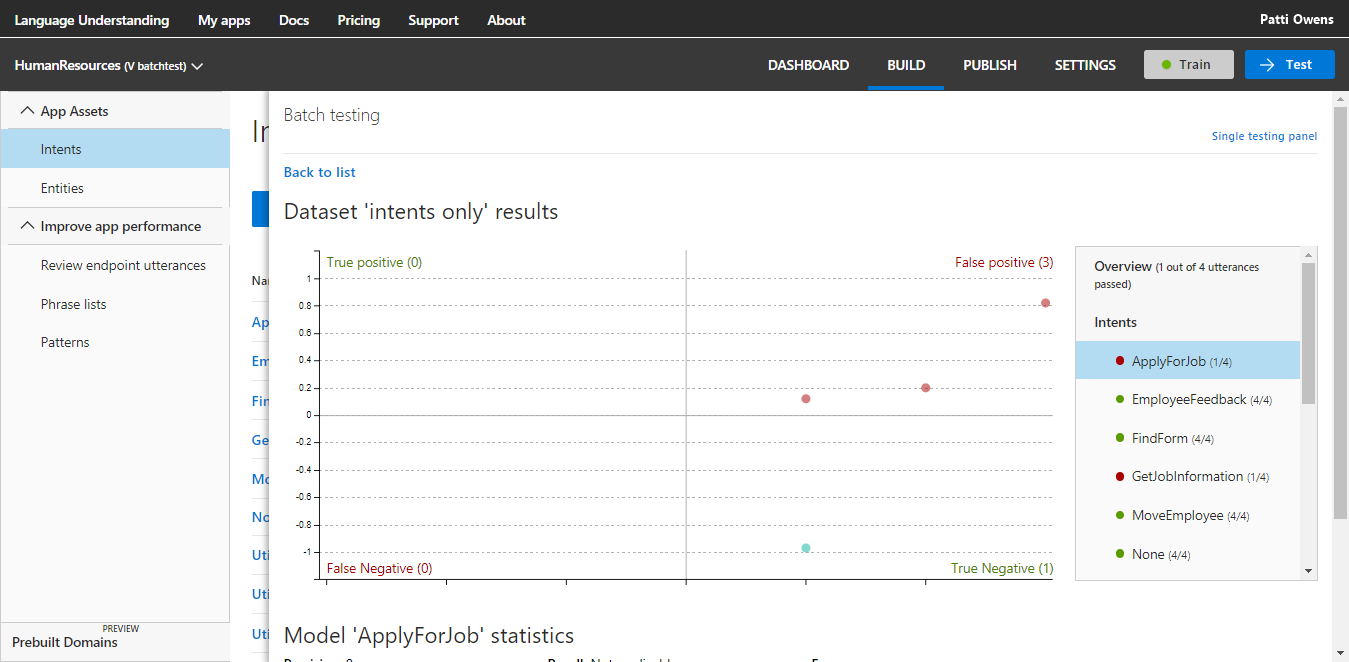 Language Understanding My apps Docs Pricing Support About Patti Owens
HumanResources (V batchtest) DASHBOARD BUILD PUBLISH SETTINGS Train Test
App Assets
Intents
Entities
Improve app performance
Review endpoint utterances
Phrase lists
Patterns
PREVIEW
Prebuilt Domains
In
Na
Ap
Em
Fin
Ge
Mo
No
Uti
Uti
Uti
Batch testing
Single testing panel
Back to list
Dataset 'intents only' results
True positive (0) False positive (3)
1
0.8
0.6
0.4
0.2
0
-0.2
-0.4
-0.6
-0.8
-1
False Negative (0) True Negative (1)
Overview (1 out of 4 utterances
passed)
Intents
ApplyForJob (1/4)
EmployeeFeedback (4/4)
FindForm (4/4)
GetJobInformation (1/4)
MoveEmployee (4/4)
None (4/4)
Model 'ApplyForJob' statistics